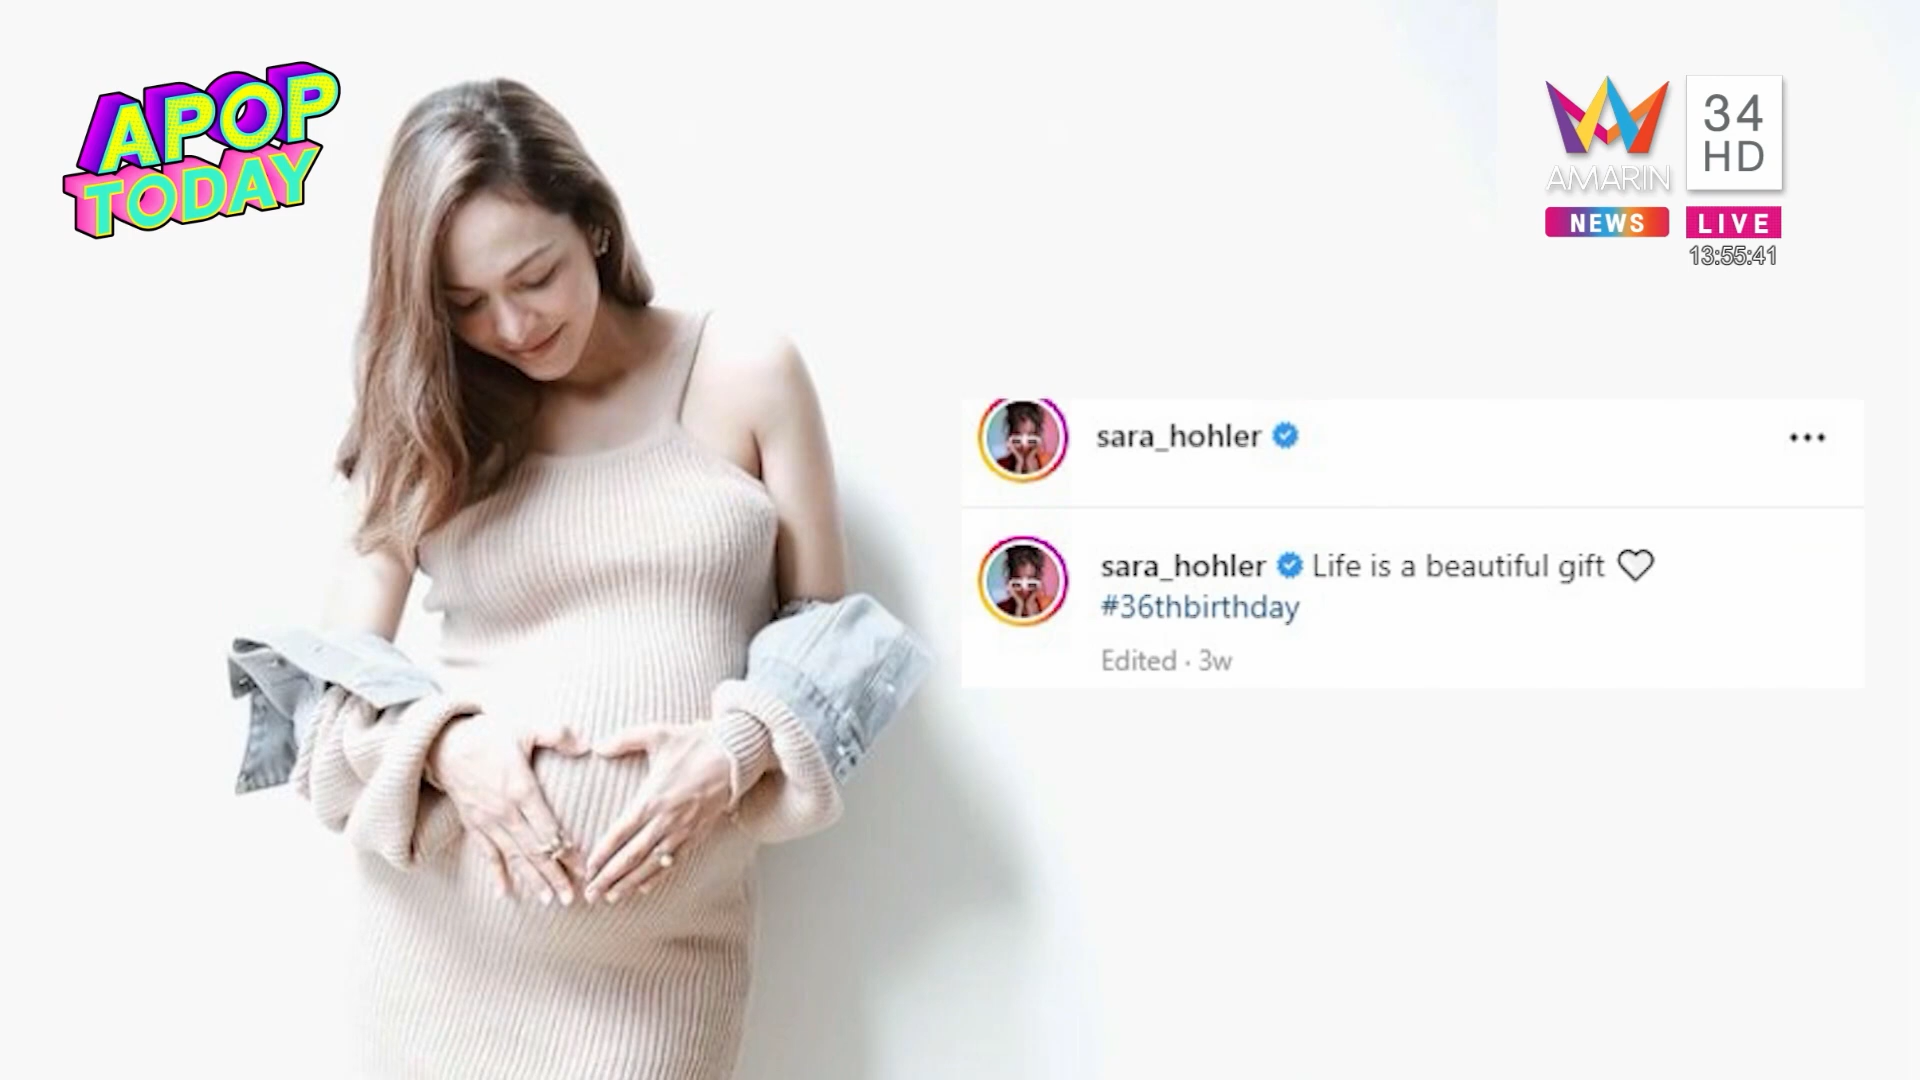 APOP
TODAY
AMARIN
34
HD
NEWS
LIVE
13:55:41
sara_hohler
sara_hohler Life is a beautiful gift
#36thbirthday
Edited · 3w